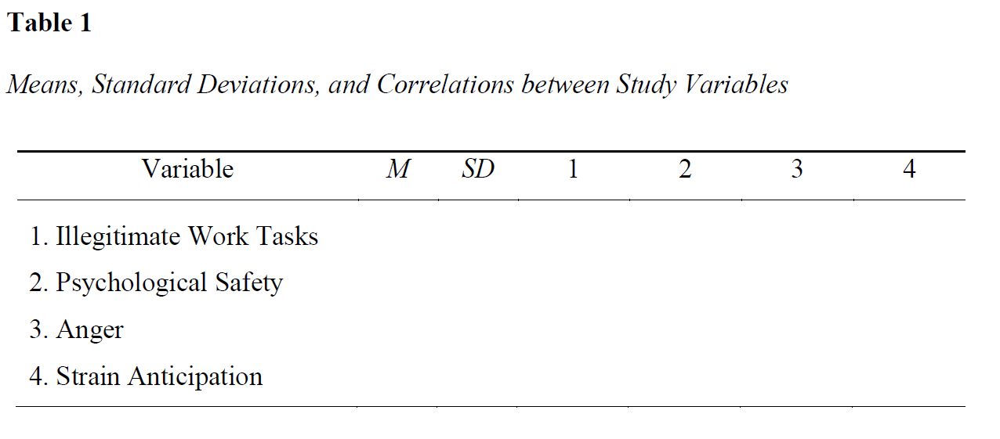 Table 1
Means, Standard Deviations, and Correlations between Study Variables
Variable M SD 1 2 3 4
1. Illegitimate Work Tasks
2. Psychological Safety
3. Anger
4. Strain Anticipation